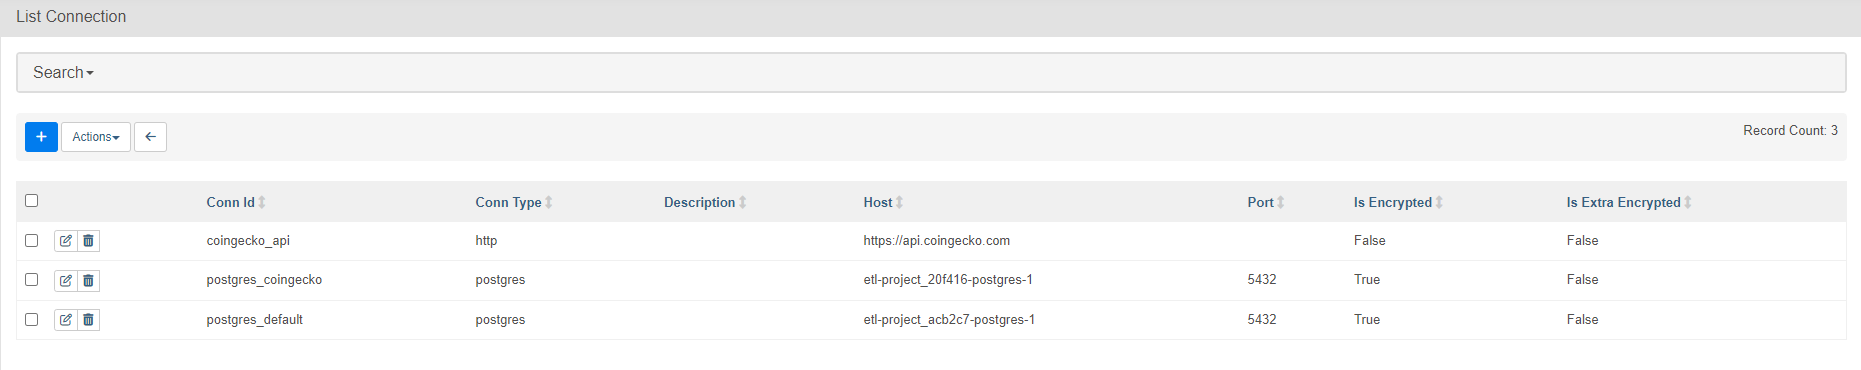 List Connection
Search
Actions
Record Count: 3
Conn Id Conn Type Description Host Port Is Encrypted Is Extra Encrypted
coingecko_api http https://api.coingecko.com False False
postgres_coingecko postgres etl-project_20f416-postgres-1 5432 True False
postgres_default postgres etl-project_acb2c7-postgres-1 5432 True False